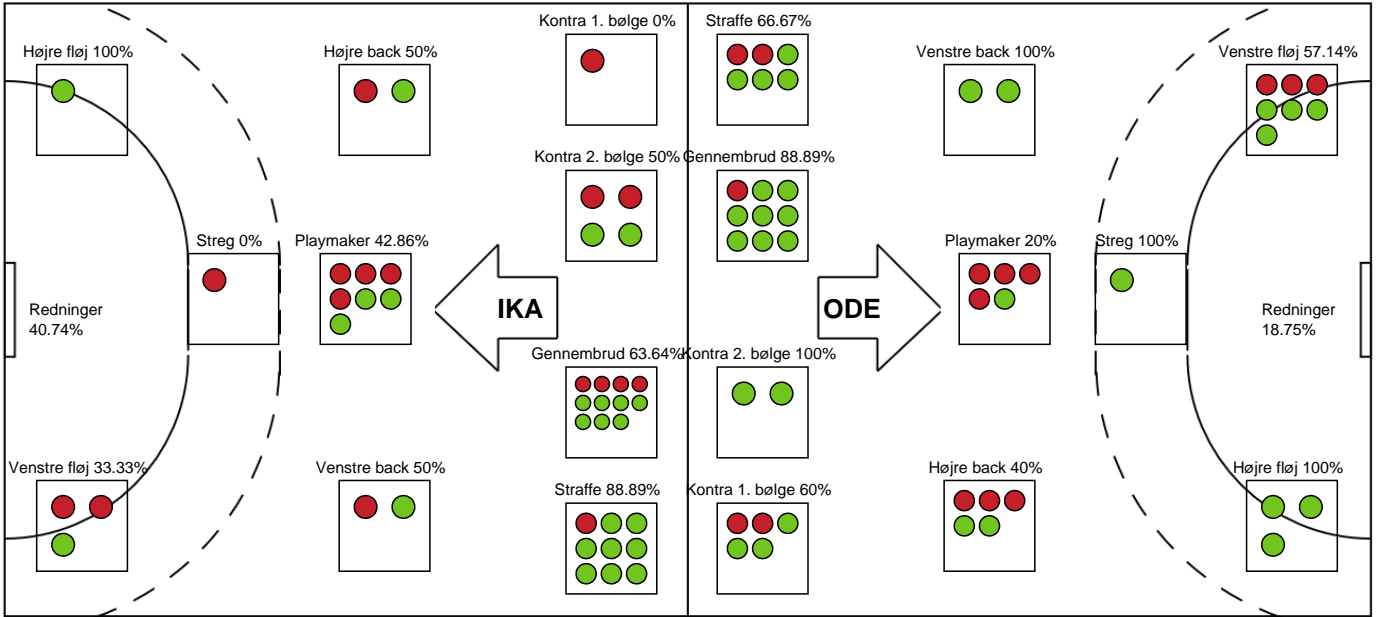 Kontra 1. bølge 0%
Straffe 66.67%
Højre fløj 100%
Højre back 50%
Venstre back 100%
Venstre fløj 57.14%
Kontra 2. bølge 50%
Gennembrud 88.89%
Streg 0%
Playmaker 42.86%
Playmaker 20%
Streg 100%
IKA
ODE
Redninger
40.74%
Redninger
18.75%
Gennembrud 63.64%
Kontra 2. bølge 100%
Venstre fløj 33.33%
Venstre back 50%
Højre back 40%
Højre fløj 100%
Straffe 88.89%
Kontra 1. bølge 60%